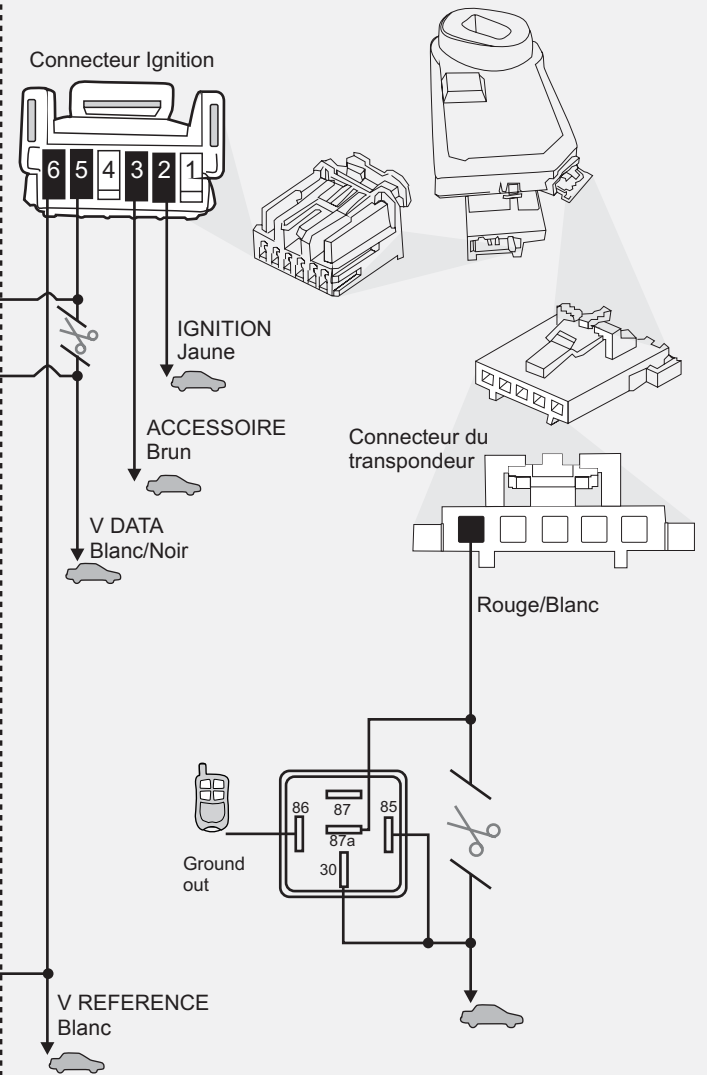 Connecteur Ignition
6 5 4 3 2 1
IGNITION
Jaune
ACCESSOIRE
Brun
V DATA
Blanc/Noir
Connecteur du
transpondeur
Rouge/Blanc
86 87 85
87a
30
Ground
out
V REFERENCE
Blanc